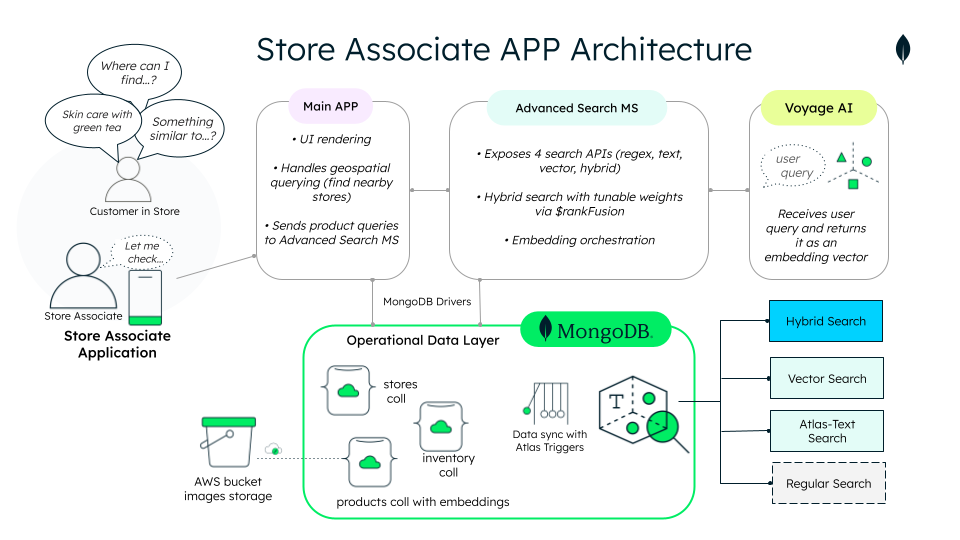 Store Associate APP Architecture
Where can I
find...?
Skin care with
green tea
Something
similar to...?
Customer in Store
Let me
check...
Store Associate
Store Associate
Application
Main APP
• UI rendering
• Handles geospatial
querying (find nearby
stores)
• Sends product queries
to Advanced Search MS
Advanced Search MS
• Exposes 4 search APIs (regex, text,
vector, hybrid)
• Hybrid search with tunable weights
via $rankFusion
• Embedding orchestration
Voyage AI
user
query
Receives user
query and returns
it as an
embedding vector
MongoDB Drivers
MongoDB.
Operational Data Layer
stores
coll
inventory
coll
products coll with embeddings
Data sync with
Atlas Triggers
T
AWS bucket
images storage
Hybrid Search
Vector Search
Atlas-Text
Search
Regular Search